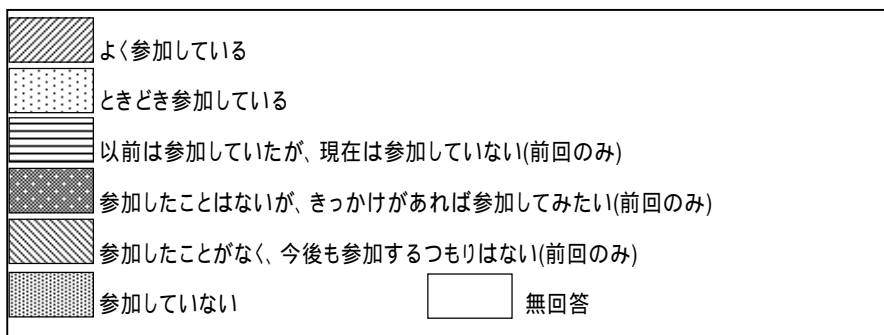 よく参加している
ときどき参加している
以前は参加していたが、現在は参加していない(前回のみ)
参加したことはないが、きっかけがあれば参加してみたい(前回のみ)
参加したことがなく、今後も参加するつもりはない(前回のみ)
参加していない 無回答